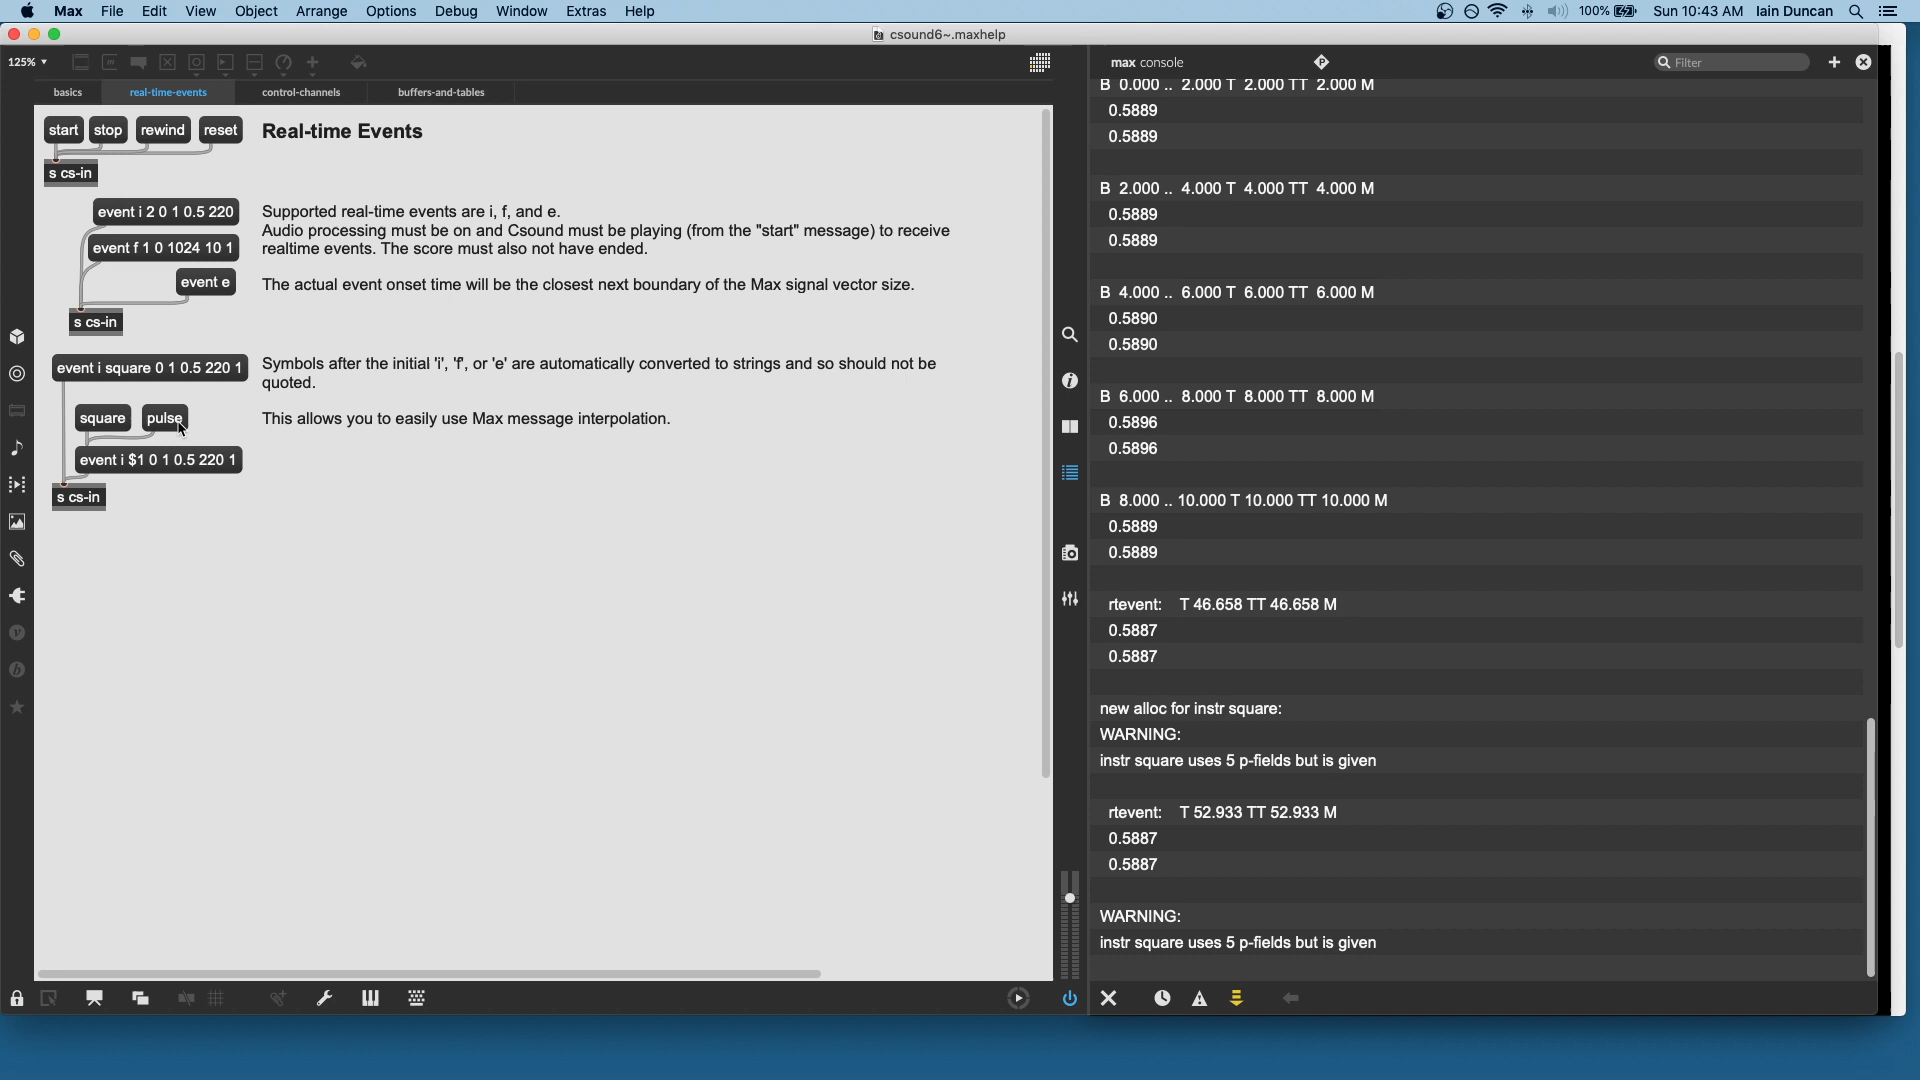 Max File Edit View Object Arrange Options Debug Window Extras Help
100% Sun 10:43 AM Iain Duncan
csound6~.maxhelp
125%
basics real-time-events control-channels buffers-and-tables
start stop rewind reset
Real-time Events
s cs-in
event i 2 0 1 0.5 220
event f 1 0 1024 10 1
event e
s cs-in
Supported real-time events are i, f, and e.
Audio processing must be on and Csound must be playing (from the "start" message) to receive
realtime events. The score must also not have ended.
The actual event onset time will be the closest next boundary of the Max signal vector size.
event i square 0 1 0.5 220 1
Symbols after the initial 'i', 'f', or 'e' are automatically converted to strings and so should not be
quoted.
square pulse
This allows you to easily use Max message interpolation.
event i $1 0 1 0.5 220 1
s cs-in
max console
Filter
B 0.000 .. 2.000 T 2.000 TT 2.000 M
0.5889
0.5889
B 2.000 .. 4.000 T 4.000 TT 4.000 M
0.5889
0.5889
B 4.000 .. 6.000 T 6.000 TT 6.000 M
0.5890
0.5890
B 6.000 .. 8.000 T 8.000 TT 8.000 M
0.5896
0.5896
B 8.000 .. 10.000 T 10.000 TT 10.000 M
0.5889
0.5889
rtevent: T 46.658 TT 46.658 M
0.5887
0.5887
new alloc for instr square:
WARNING:
instr square uses 5 p-fields but is given
rtevent: T 52.933 TT 52.933 M
0.5887
0.5887
WARNING:
instr square uses 5 p-fields but is given